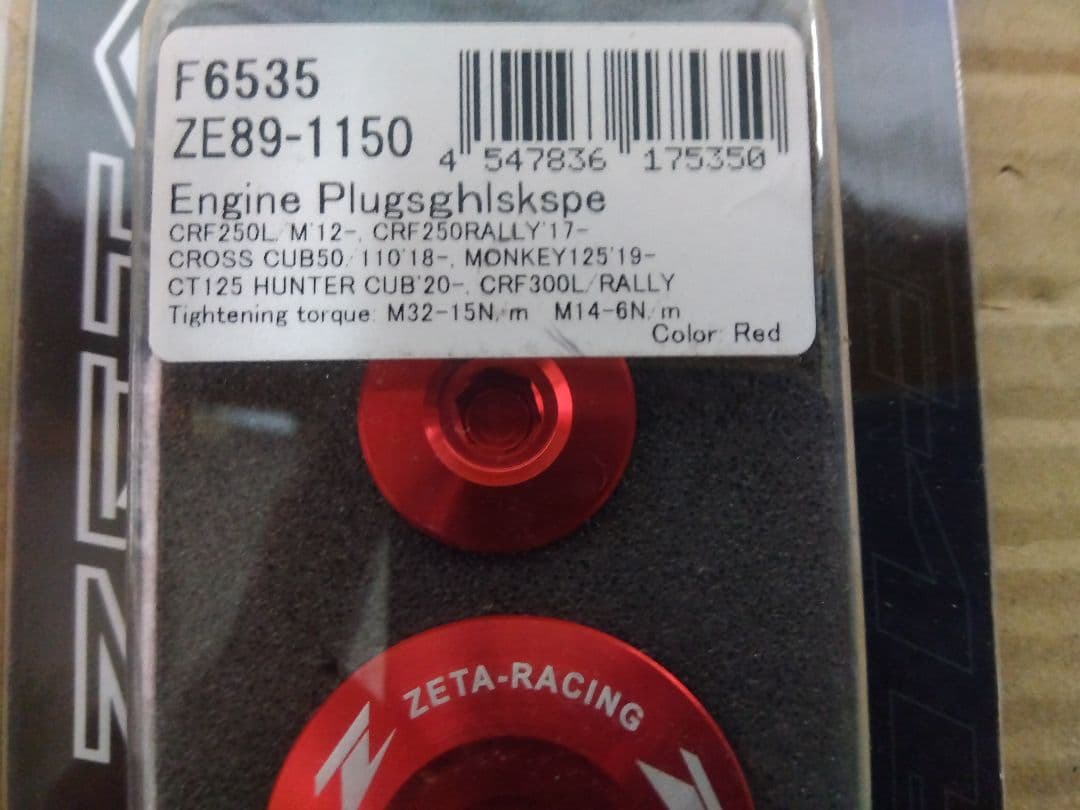 F6535
ZE89-1150
4 547836 175350
Engine Plugsghlskspe
CRF250L/M'12-, CRF250RALLY'17-
CROSS CUB50/110'18-, MONKEY125'19-
CT125 HUNTER CUB'20-, CRF300L/RALLY
Tightening torque: M32-15N/m M14-6N/m
Color: Red
ZETA-RACING
ZETA